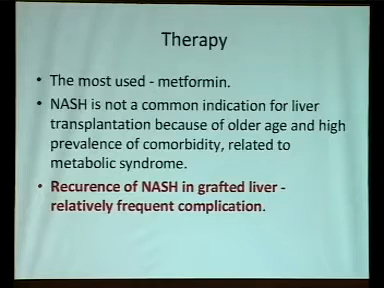 Therapy
• The most used - metformin.
• NASH is not a common indication for liver
transplantation because of older age and high
prevalence of comorbidity, related to
metabolic syndrome.
• Recurence of NASH in grafted liver -
relatively frequent complication.